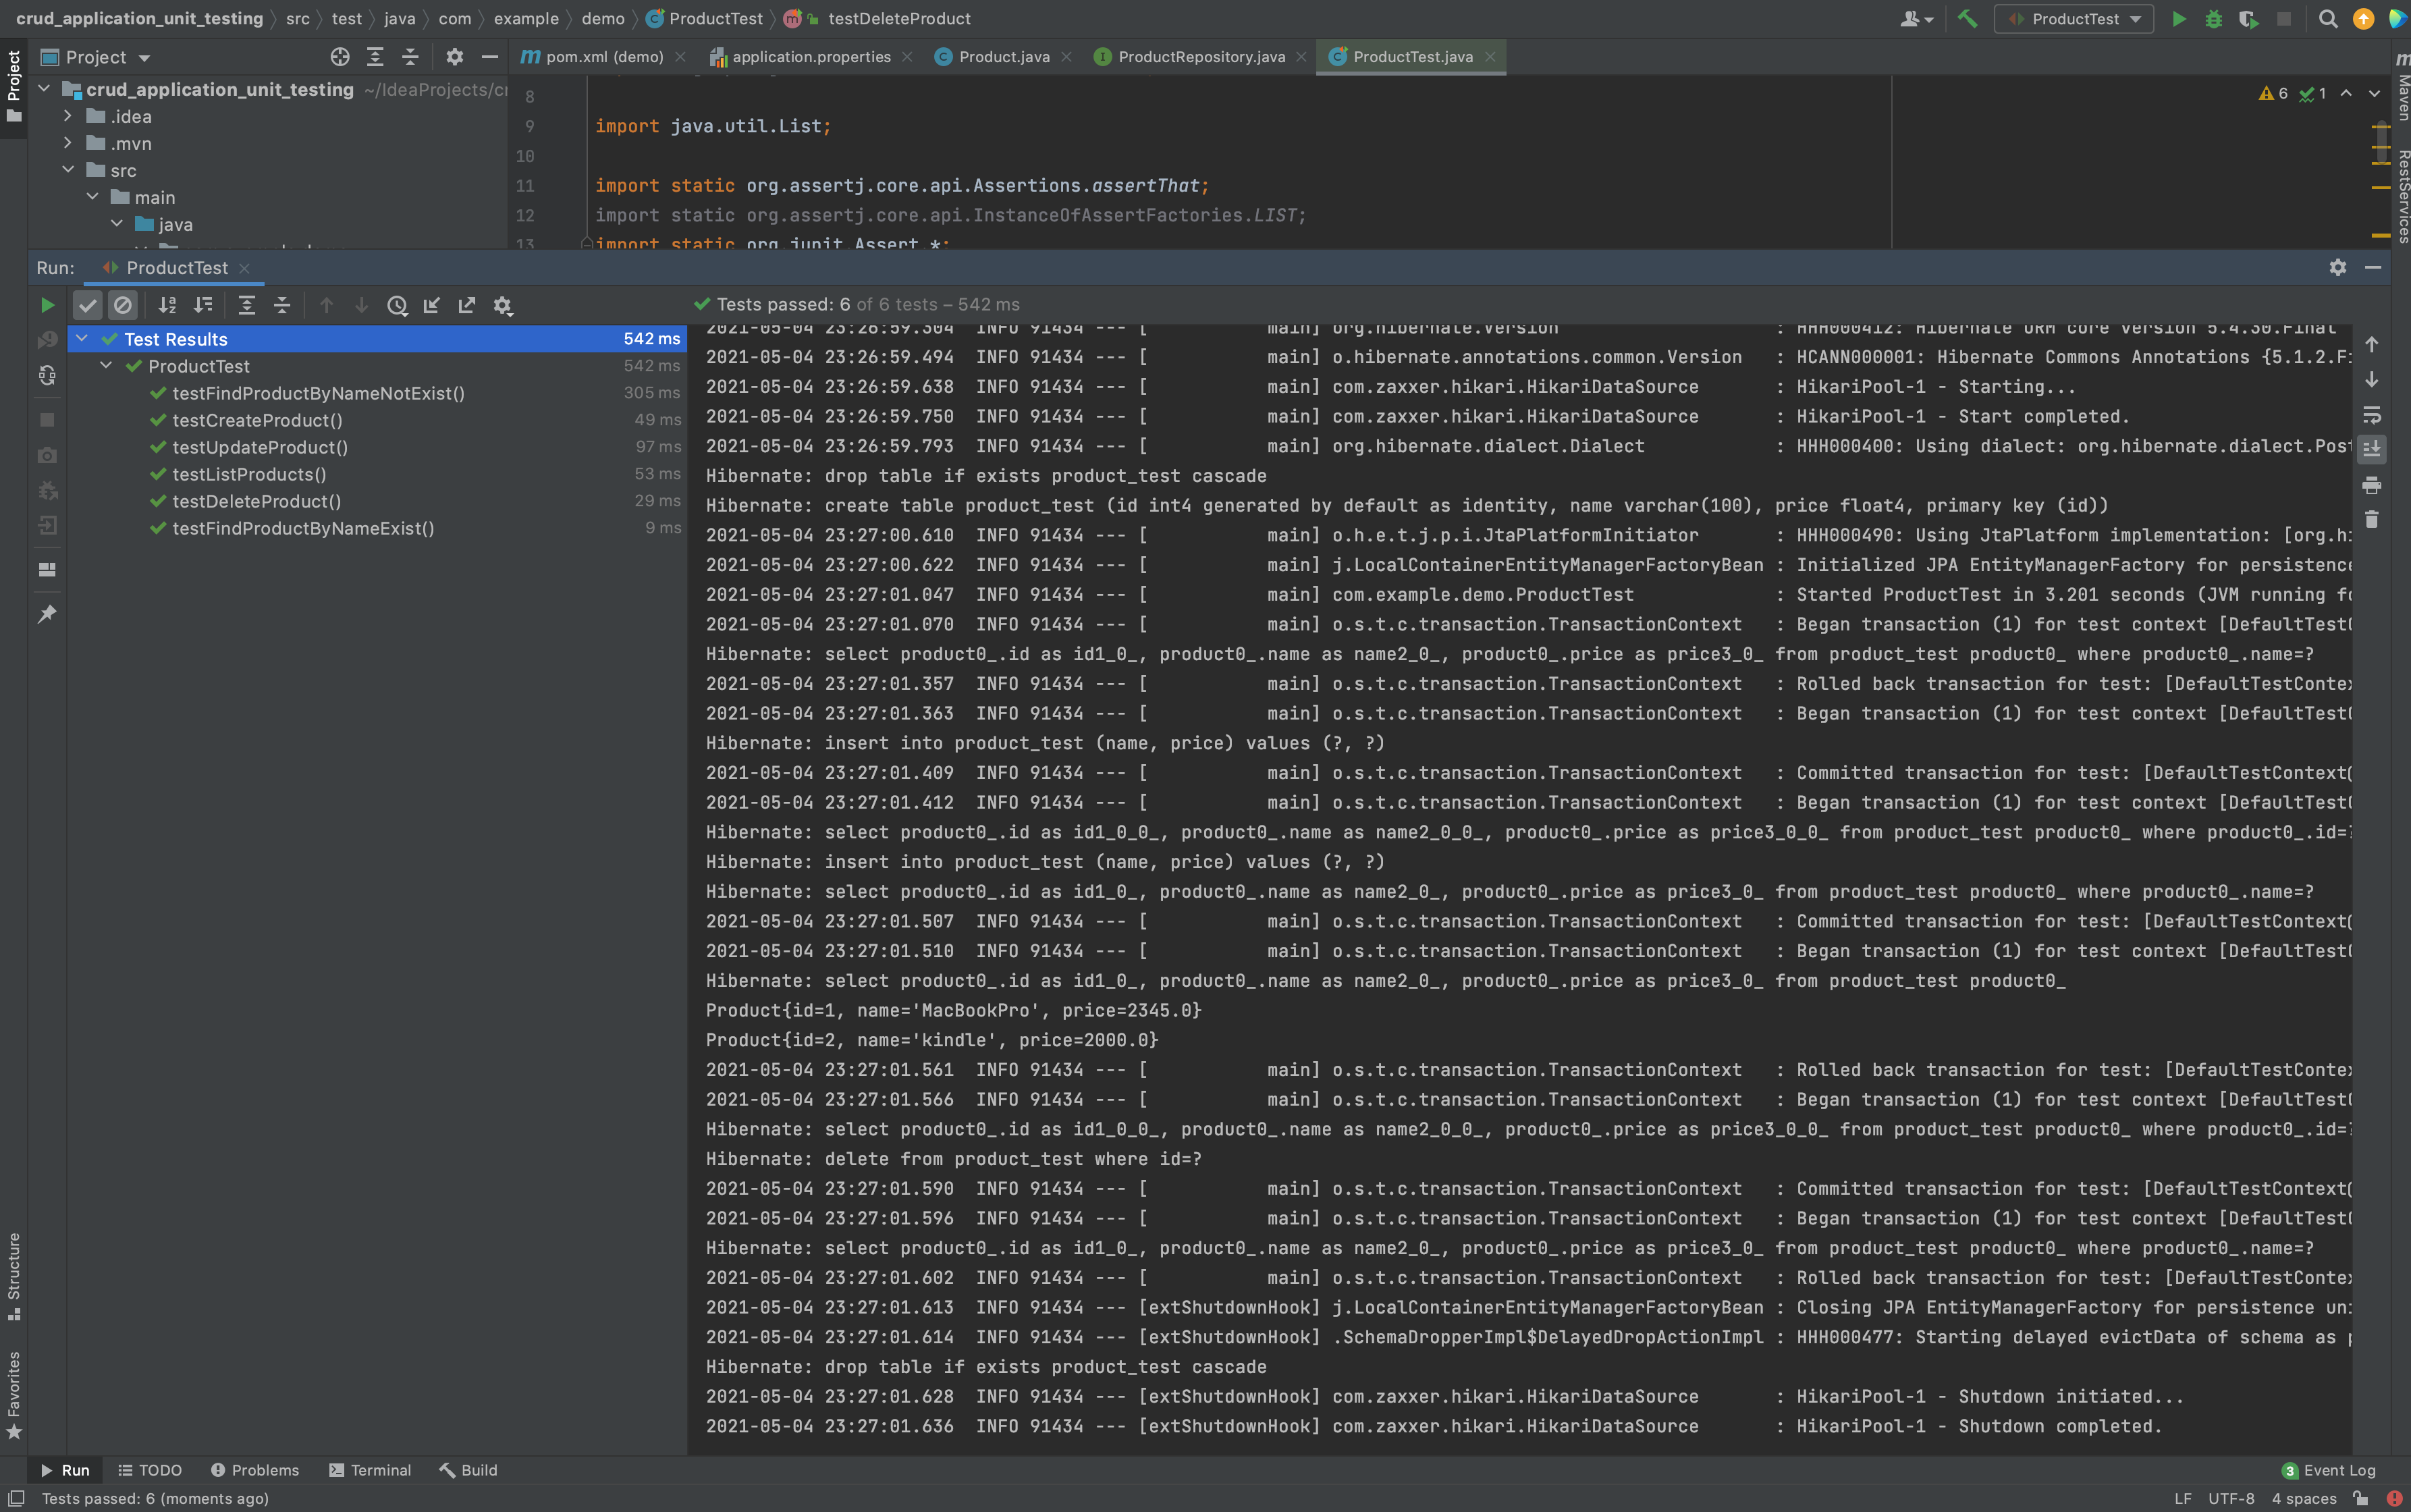 crud_application_unit_testing src test java com example demo ProductTest testDeleteProduct ProductTest
Project
Project
pom.xml (demo) application.properties Product.java ProductRepository.java ProductTest.java
crud_application_unit_testing ~/IdeaProjects/cr
.idea
.mvn
src
main
java
8
9 import java.util.List;
10
11 import static org.assertj.core.api.Assertions.assertThat;
12 import static org.assertj.core.api.InstanceOfAssertFactories.LIST;
13 import static org.junit.Assert.*;
6 1
Maven
RestServices
Run: ProductTest
Tests passed: 6 of 6 tests – 542 ms
Test Results 542 ms
ProductTest 542 ms
testFindProductByNameNotExist() 305 ms
testCreateProduct() 49 ms
testUpdateProduct() 97 ms
testListProducts() 53 ms
testDeleteProduct() 29 ms
testFindProductByNameExist() 9 ms
2021-05-04 23:26:59.304  INFO 91434 --- [           main] org.hibernate.Version                    : HHH000412: Hibernate ORM core version 5.4.30.Final
2021-05-04 23:26:59.494  INFO 91434 --- [           main] o.hibernate.annotations.common.Version   : HCANN000001: Hibernate Commons Annotations {5.1.2.Fi
2021-05-04 23:26:59.638  INFO 91434 --- [           main] com.zaxxer.hikari.HikariDataSource       : HikariPool-1 - Starting...
2021-05-04 23:26:59.750  INFO 91434 --- [           main] com.zaxxer.hikari.HikariDataSource       : HikariPool-1 - Start completed.
2021-05-04 23:26:59.793  INFO 91434 --- [           main] org.hibernate.dialect.Dialect            : HHH000400: Using dialect: org.hibernate.dialect.Post
Hibernate: drop table if exists product_test cascade
Hibernate: create table product_test (id int4 generated by default as identity, name varchar(100), price float4, primary key (id))
2021-05-04 23:27:00.610  INFO 91434 --- [           main] o.h.e.t.j.p.i.JtaPlatformInitiator       : HHH000490: Using JtaPlatform implementation: [org.hi
2021-05-04 23:27:00.622  INFO 91434 --- [           main] j.LocalContainerEntityManagerFactoryBean : Initialized JPA EntityManagerFactory for persistence
2021-05-04 23:27:01.047  INFO 91434 --- [           main] com.example.demo.ProductTest             : Started ProductTest in 3.201 seconds (JVM running fo
2021-05-04 23:27:01.070  INFO 91434 --- [           main] o.s.t.c.transaction.TransactionContext   : Began transaction (1) for test context [DefaultTestC
Hibernate: select product0_.id as id1_0_, product0_.name as name2_0_, product0_.price as price3_0_ from product_test product0_ where product0_.name=?
2021-05-04 23:27:01.357  INFO 91434 --- [           main] o.s.t.c.transaction.TransactionContext   : Rolled back transaction for test: [DefaultTestContex
2021-05-04 23:27:01.363  INFO 91434 --- [           main] o.s.t.c.transaction.TransactionContext   : Began transaction (1) for test context [DefaultTestC
Hibernate: insert into product_test (name, price) values (?, ?)
2021-05-04 23:27:01.409  INFO 91434 --- [           main] o.s.t.c.transaction.TransactionContext   : Committed transaction for test: [DefaultTestContext@
2021-05-04 23:27:01.412  INFO 91434 --- [           main] o.s.t.c.transaction.TransactionContext   : Began transaction (1) for test context [DefaultTestC
Hibernate: select product0_.id as id1_0_0_, product0_.name as name2_0_0_, product0_.price as price3_0_0_ from product_test product0_ where product0_.id=?
Hibernate: insert into product_test (name, price) values (?, ?)
Hibernate: select product0_.id as id1_0_, product0_.name as name2_0_, product0_.price as price3_0_ from product_test product0_ where product0_.name=?
2021-05-04 23:27:01.507  INFO 91434 --- [           main] o.s.t.c.transaction.TransactionContext   : Committed transaction for test: [DefaultTestContext@
2021-05-04 23:27:01.510  INFO 91434 --- [           main] o.s.t.c.transaction.TransactionContext   : Began transaction (1) for test context [DefaultTestC
Hibernate: select product0_.id as id1_0_, product0_.name as name2_0_, product0_.price as price3_0_ from product_test product0_
Product{id=1, name='MacBookPro', price=2345.0}
Product{id=2, name='kindle', price=2000.0}
2021-05-04 23:27:01.561  INFO 91434 --- [           main] o.s.t.c.transaction.TransactionContext   : Rolled back transaction for test: [DefaultTestContex
2021-05-04 23:27:01.566  INFO 91434 --- [           main] o.s.t.c.transaction.TransactionContext   : Began transaction (1) for test context [DefaultTestC
Hibernate: select product0_.id as id1_0_0_, product0_.name as name2_0_0_, product0_.price as price3_0_0_ from product_test product0_ where product0_.id=?
Hibernate: delete from product_test where id=?
2021-05-04 23:27:01.590  INFO 91434 --- [           main] o.s.t.c.transaction.TransactionContext   : Committed transaction for test: [DefaultTestContext@
2021-05-04 23:27:01.596  INFO 91434 --- [           main] o.s.t.c.transaction.TransactionContext   : Began transaction (1) for test context [DefaultTestC
Hibernate: select product0_.id as id1_0_, product0_.name as name2_0_, product0_.price as price3_0_ from product_test product0_ where product0_.name=?
2021-05-04 23:27:01.602  INFO 91434 --- [           main] o.s.t.c.transaction.TransactionContext   : Rolled back transaction for test: [DefaultTestContex
2021-05-04 23:27:01.613  INFO 91434 --- [extShutdownHook] j.LocalContainerEntityManagerFactoryBean : Closing JPA EntityManagerFactory for persistence uni
2021-05-04 23:27:01.614  INFO 91434 --- [extShutdownHook] .SchemaDropperImpl$DelayedDropActionImpl : HHH000477: Starting delayed evictData of schema as p
Hibernate: drop table if exists product_test cascade
2021-05-04 23:27:01.628  INFO 91434 --- [extShutdownHook] com.zaxxer.hikari.HikariDataSource       : HikariPool-1 - Shutdown initiated...
2021-05-04 23:27:01.636  INFO 91434 --- [extShutdownHook] com.zaxxer.hikari.HikariDataSource       : HikariPool-1 - Shutdown completed.
Structure
Favorites
Run TODO Problems Terminal Build 3 Event Log
Tests passed: 6 (moments ago) LF UTF-8 4 spaces